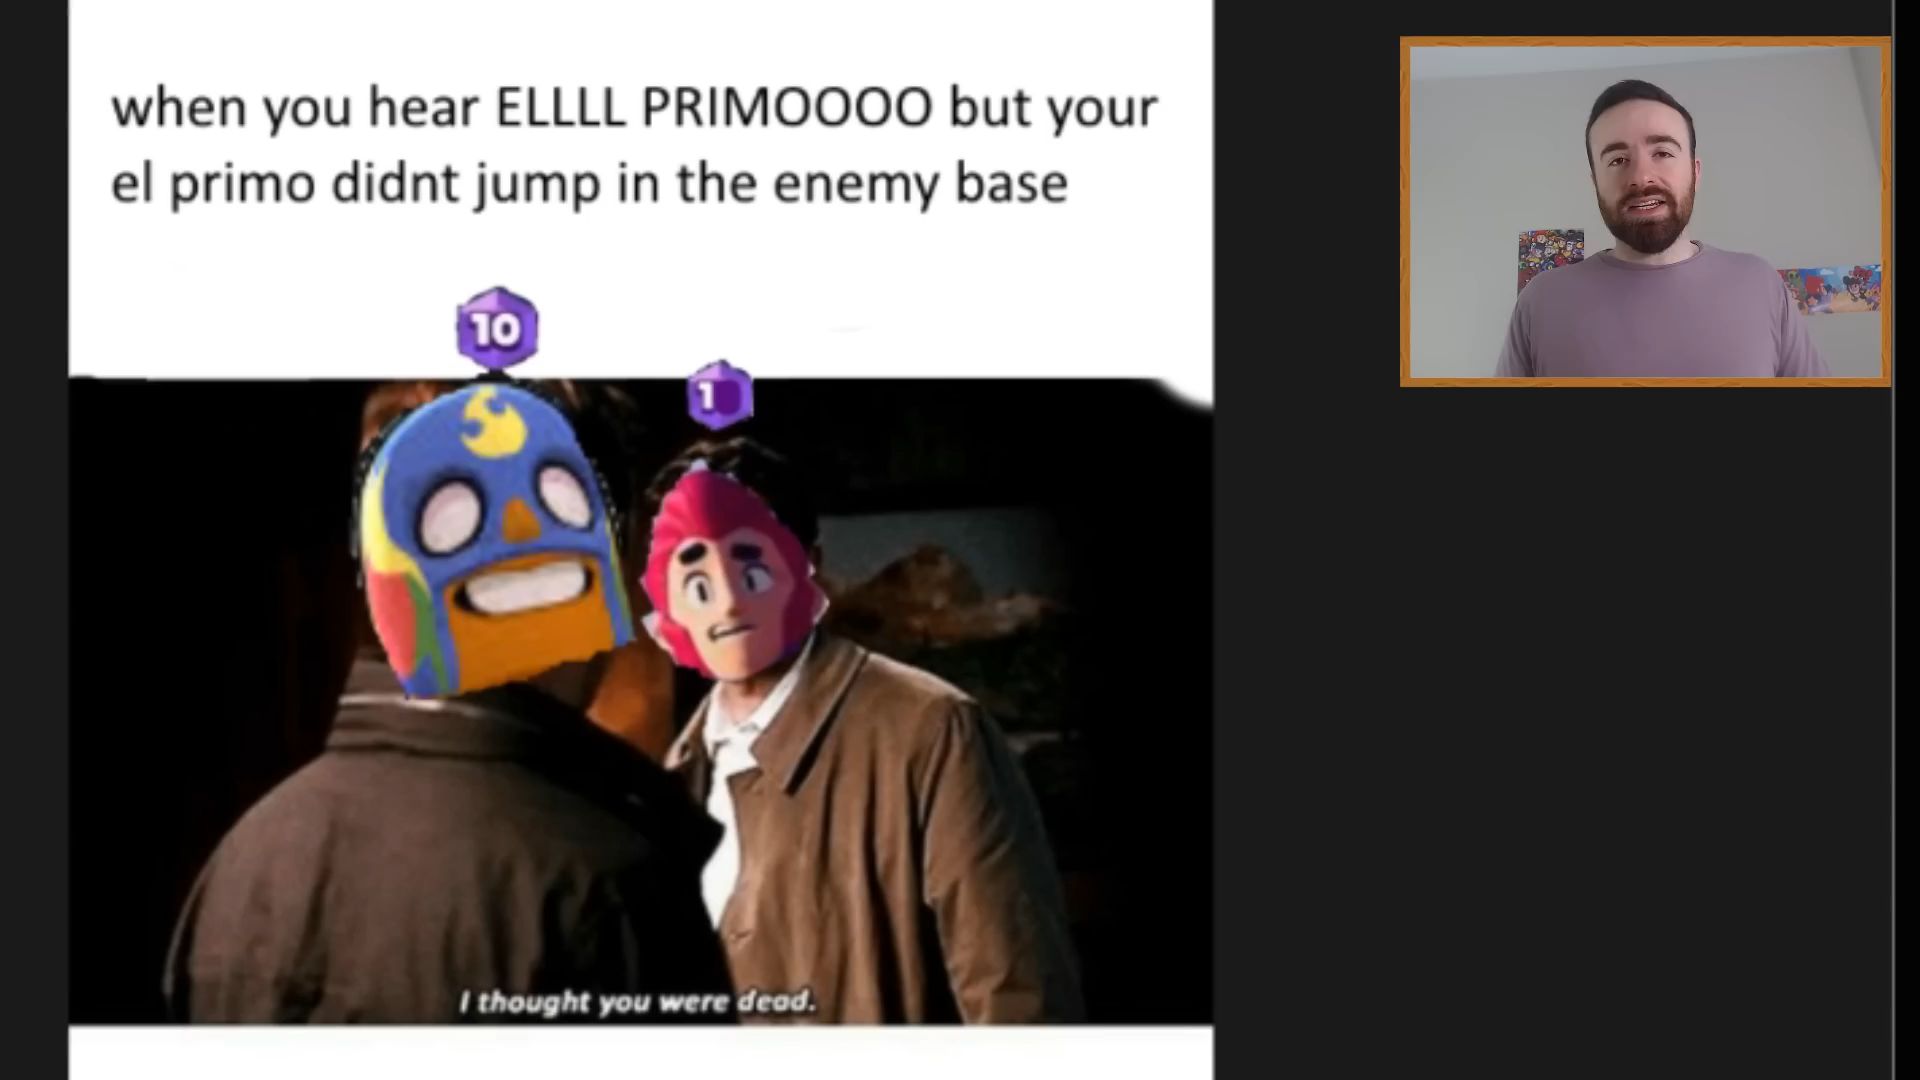 when you hear ELLLL PRIMOOOO but your
el primo didnt jump in the enemy base
10
1
I thought you were dead.